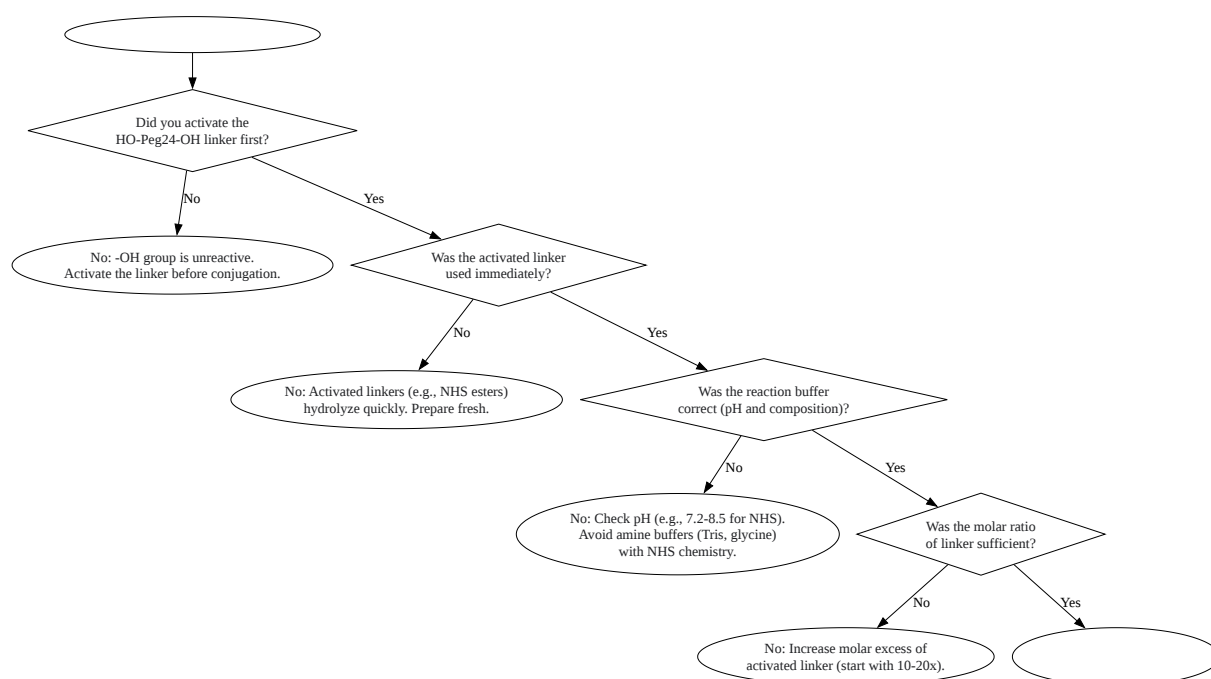 Did you activate the
HO-Peg24-OH linker first?
No
Yes
No: -OH group is unreactive.
Activate the linker before conjugation.
Was the activated linker
used immediately?
No
Yes
No: Activated linkers (e.g., NHS esters)
hydrolyze quickly. Prepare fresh.
Was the reaction buffer
correct (pH and composition)?
No
Yes
No: Check pH (e.g., 7.2-8.5 for NHS).
Avoid amine buffers (Tris, glycine)
with NHS chemistry.
Was the molar ratio
of linker sufficient?
No
Yes
No: Increase molar excess of
activated linker (start with 10-20x).